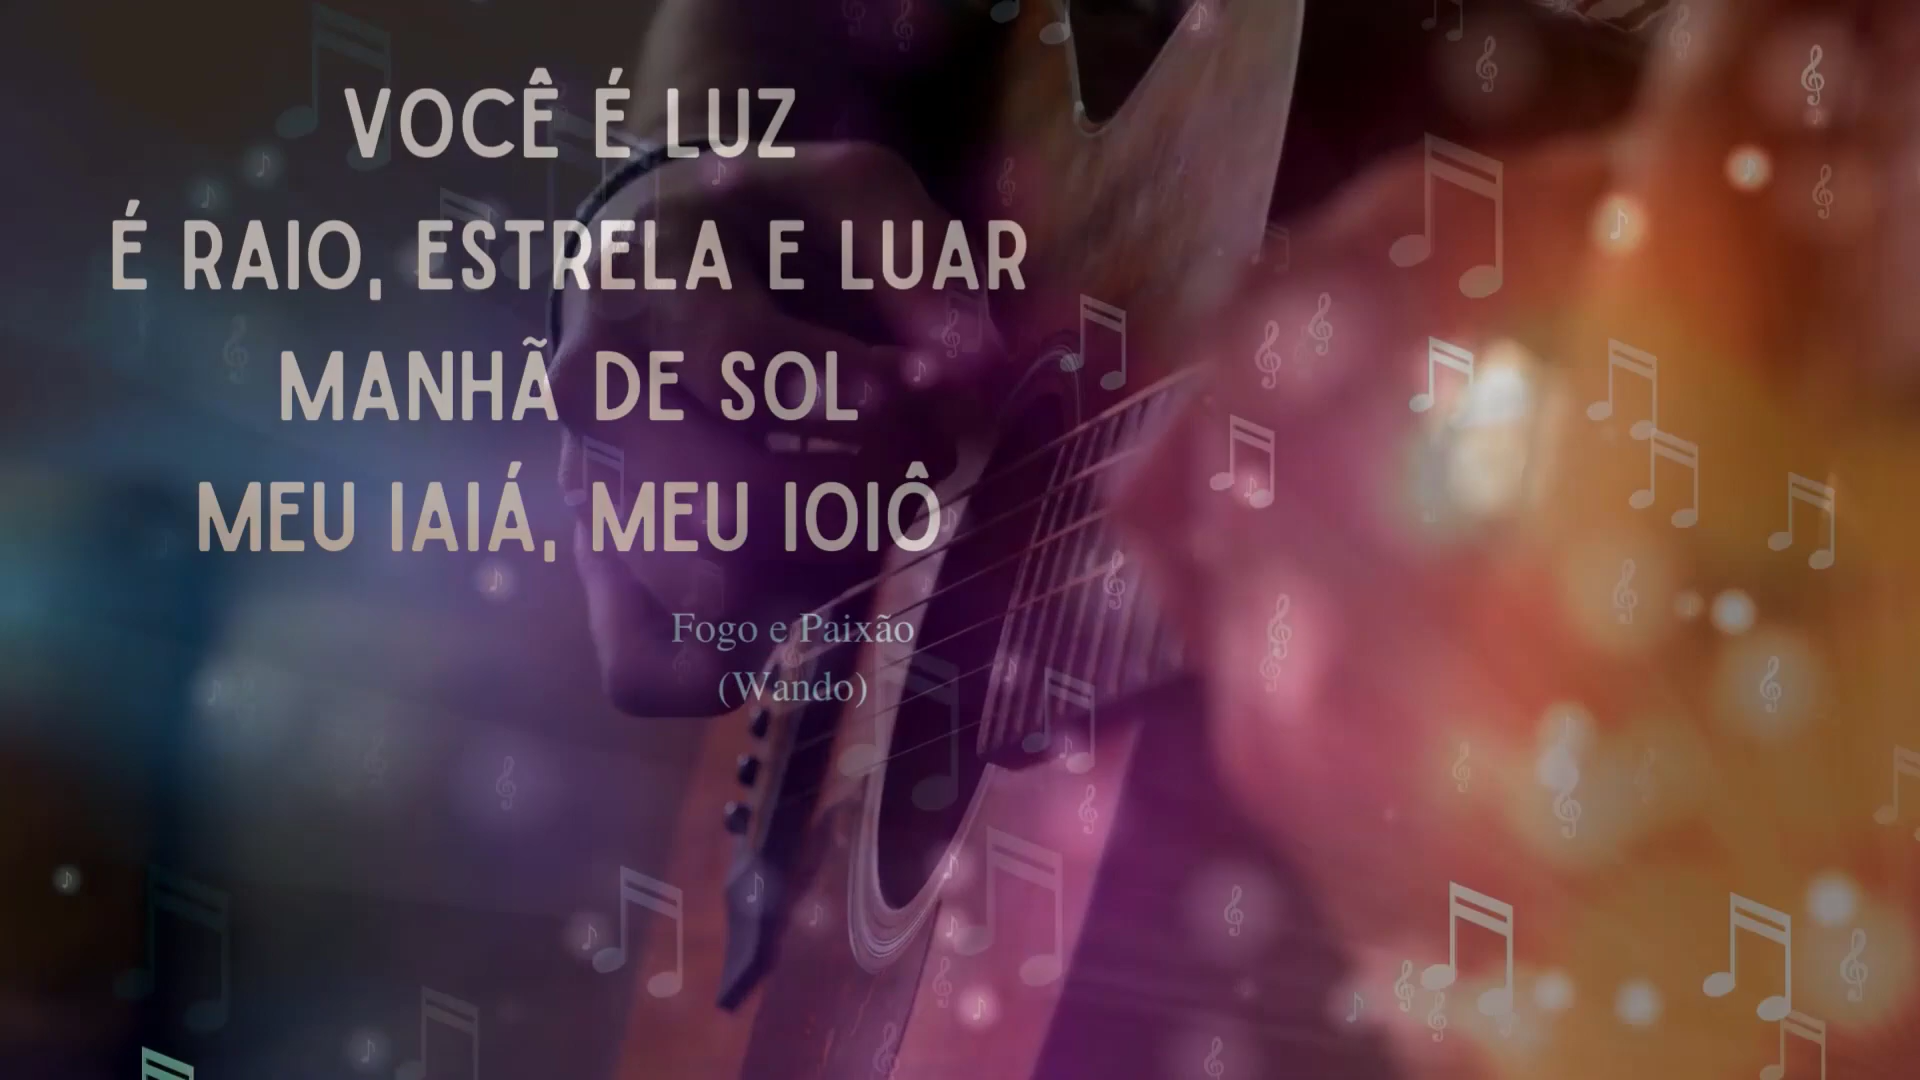 VOCÊ É LUZ
É RAIO, ESTRELA E LUAR
MANHÃ DE SOL
MEU IAIÁ, MEU IOIÔ
Fogo e Paixão
(Wando)